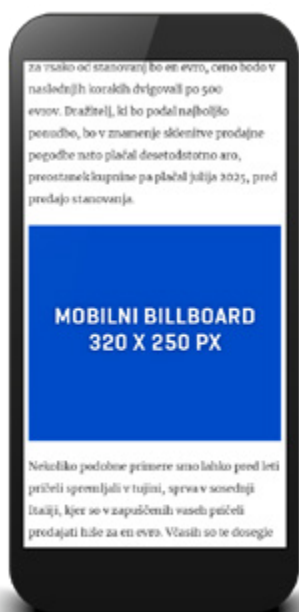 za vsako od stanovanj bo en evro, ceno bodo v
naslednjih korakih dvigovali po 500
evrov. Dražitelj, ki bo podal najboljšo
ponudbo, bo v znamenje sklenitve prodajne
pogodbe nato plačal desetodstotno aro,
preostanek kupnine pa plačal julija 2025, pred
predajo stanovanja.
MOBILNI BILLBOARD
320 X 250 PX
Nekoliko podobne primere smo lahko pred leti
pričeli spremljali v tujini, sprva v sosednji
Italiji, kjer so v zapuščenih vaseh pričeli
prodajati hiše za en evro. Včasih so te dosegle